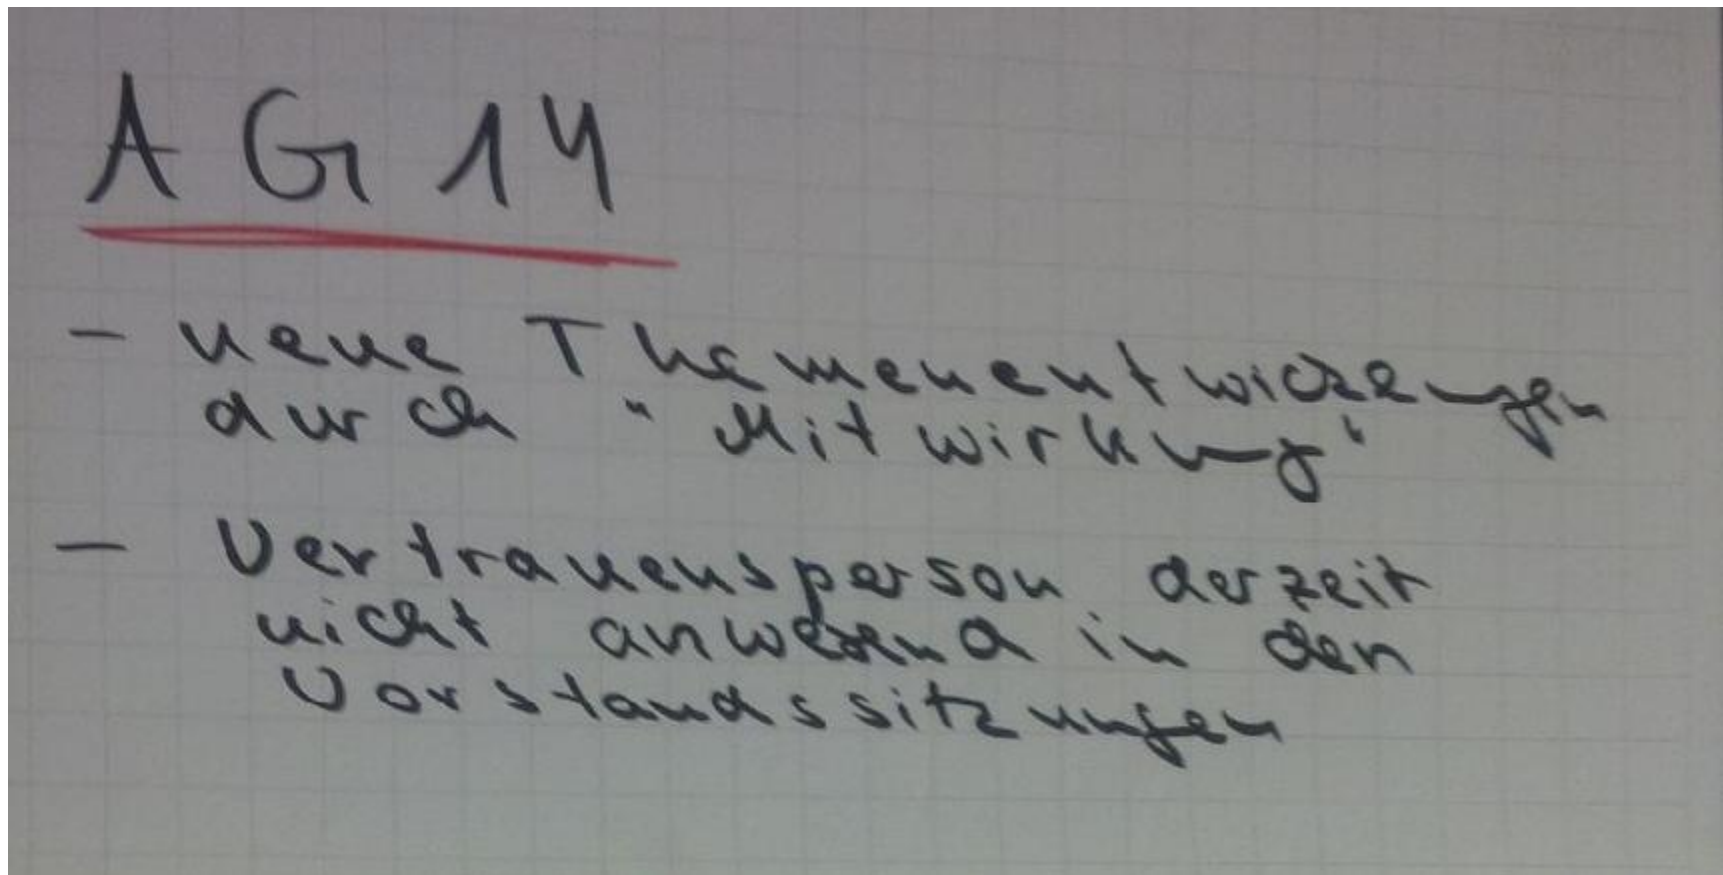 AG 14
- neue Themenentwicklungen
durch "Mitwirkung"
- Vertrauensperson derzeit
nicht anwesend in den
Vorstandssitzungen